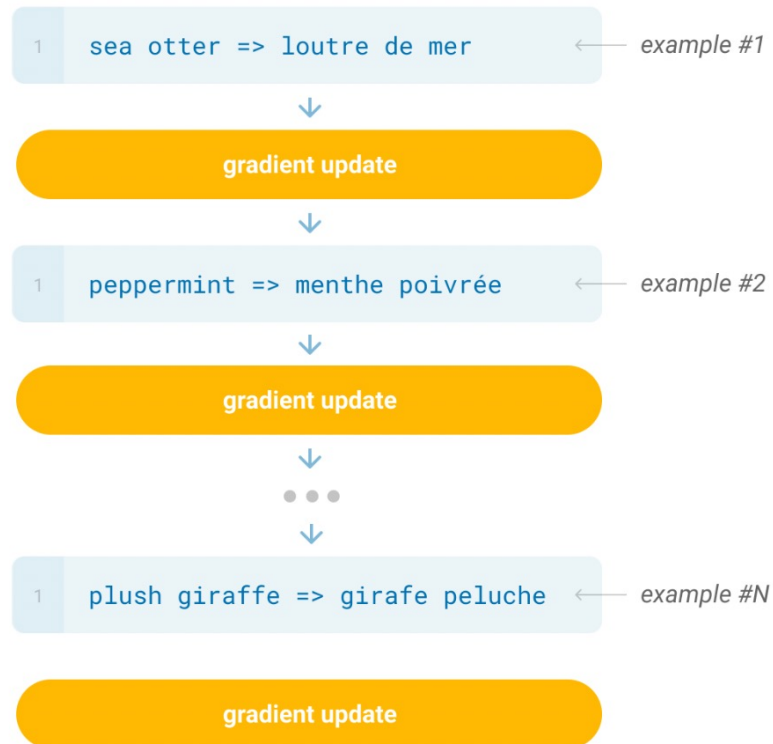 1 sea otter => loutre de mer example #1
gradient update
1 peppermint => menthe poivrée example #2
gradient update
1 plush giraffe => girafe peluche example #N
gradient update